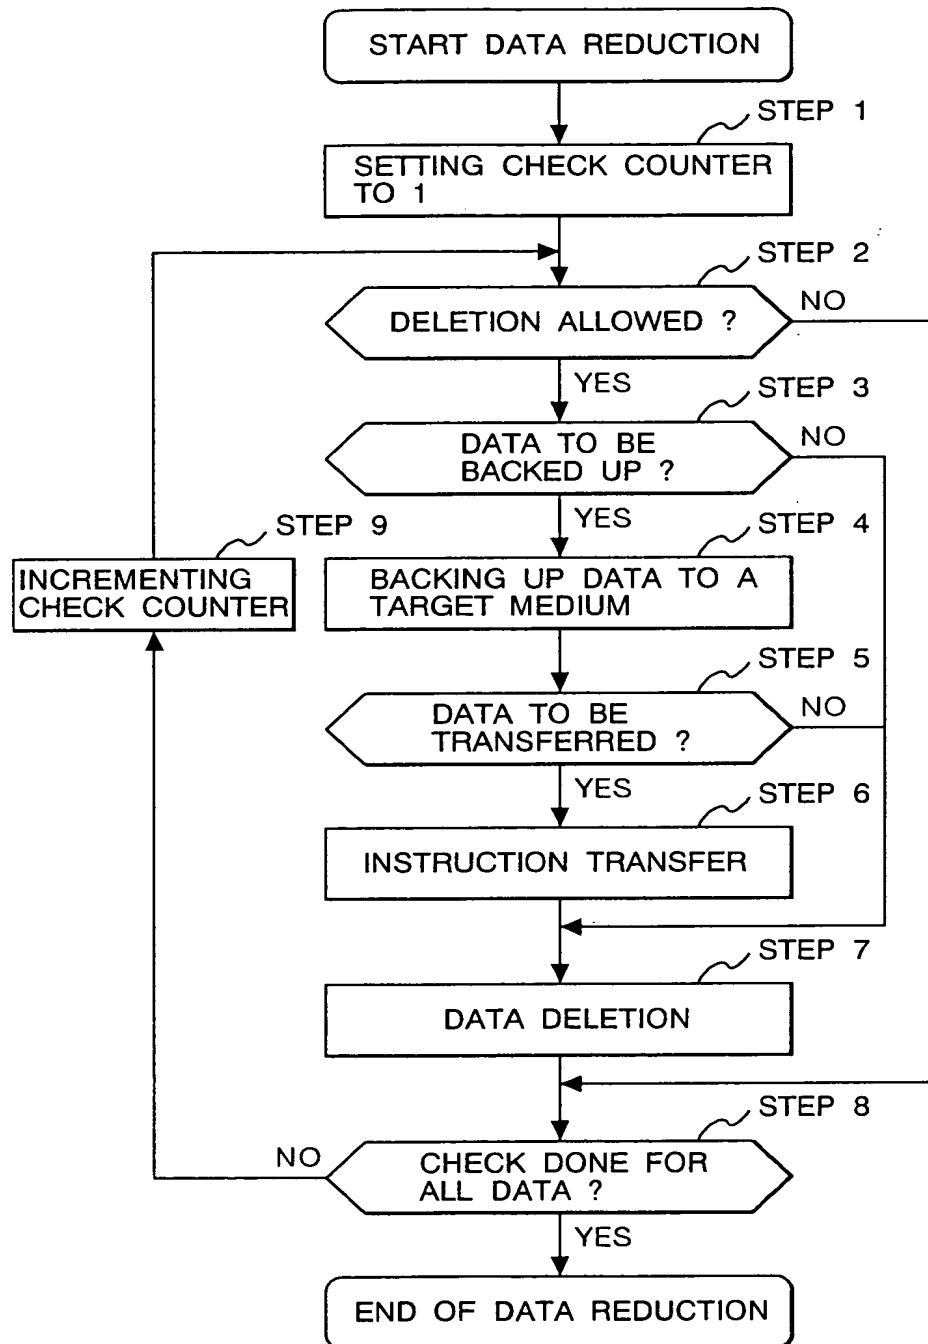 START DATA REDUCTION
STEP 1
SETTING CHECK COUNTER
TO 1
STEP 2
DELETION ALLOWED ?
NO
YES
STEP 3
DATA TO BE
BACKED UP ?
NO
YES
STEP 4
BACKING UP DATA TO A
TARGET MEDIUM
STEP 9
INCREMENTING
CHECK COUNTER
STEP 5
DATA TO BE
TRANSFERRED ?
NO
YES
STEP 6
INSTRUCTION TRANSFER
STEP 7
DATA DELETION
STEP 8
CHECK DONE FOR
ALL DATA ?
NO
YES
END OF DATA REDUCTION